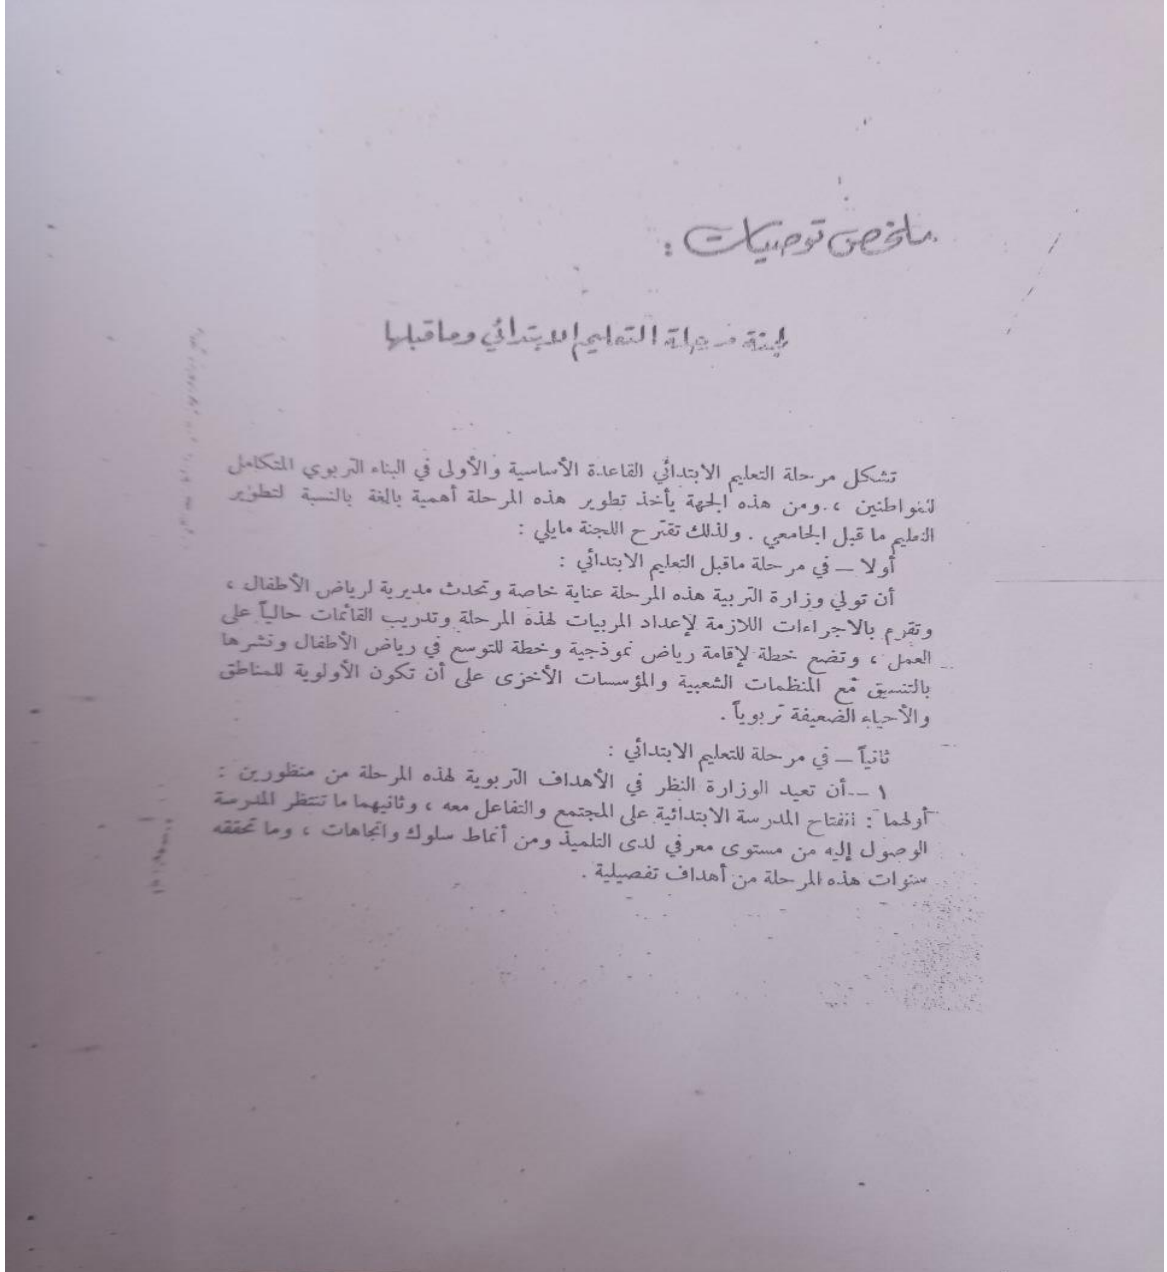 ملخص توصيات :
لجنة مرحلة التعليم الابتدائي وماقبلها
تشكل مرحلة التعليم الابتدائي القاعدة الأساسية والأولى في البناء التربوي المتكامل
للمواطنين ، ومن هذه الجهة يأخذ تطوير هذه المرحلة أهمية بالغة بالنسبة لتطوير
التعليم ما قبل الجامعي . ولذلك تقترح اللجنة مايلي :
أولا – في مرحلة ماقبل التعليم الابتدائي :
أن تولي وزارة التربية هذه المرحلة عناية خاصة وتحدث مديرية لرياض الأطفال ،
وتقوم بالاجراءات اللازمة لإعداد المربيات لهذه المرحلة وتدريب القائمات حالياً على
العمل ، وتضع خطة لإقامة رياض نموذجية وخطة للتوسع في رياض الأطفال ونشرها
بالتنسيق مع المنظمات الشعبية والمؤسسات الأخرى على أن تكون الأولوية للمناطق
والأحياء الضعيفة تربوياً .
ثانياً – في مرحلة للتعليم الابتدائي :
١ – أن تعيد الوزارة النظر في الأهداف التربوية لهذه المرحلة من منظورين :
أولهما : انفتاح المدرسة الابتدائية على المجتمع والتفاعل معه ، وثانيهما ما تنتظر المدرسة
الوصول إليه من مستوى معرفي لدى التلميذ ومن أنماط سلوك واتجاهات ، وما تحققه
سنوات هذه المرحلة من أهداف تفصيلية .